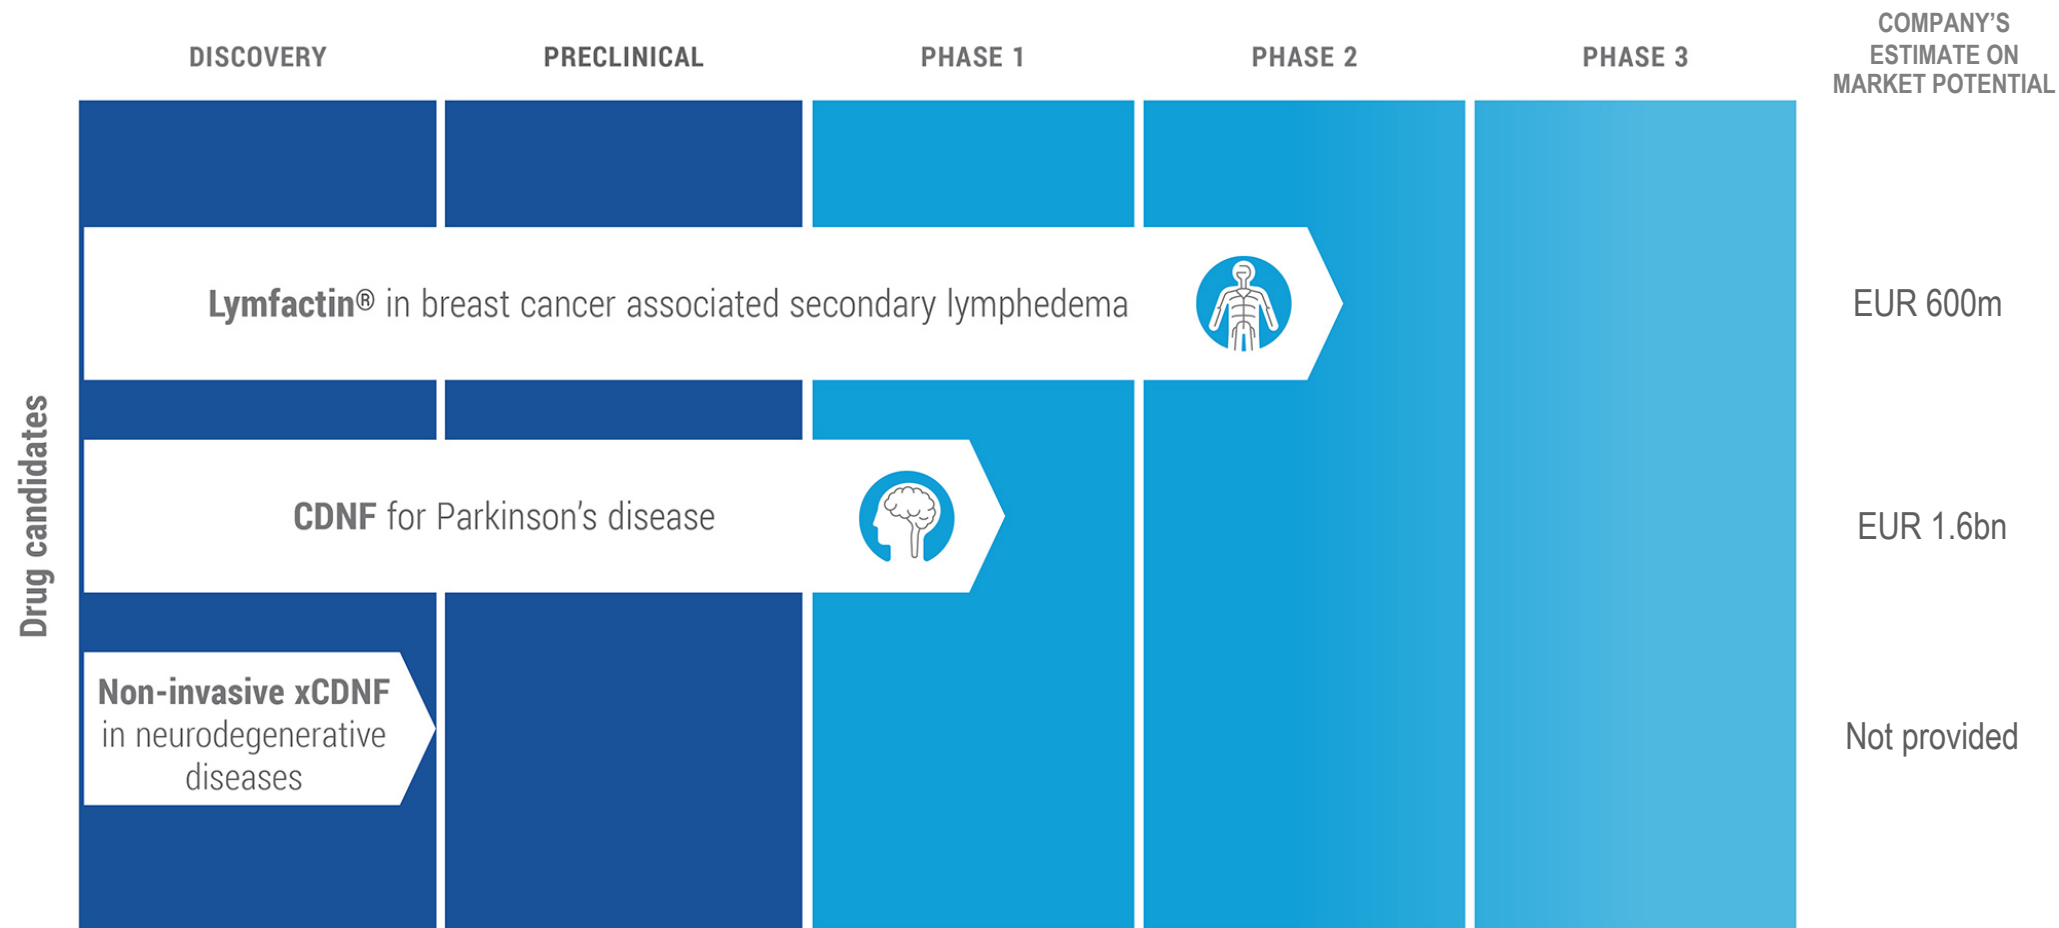 DISCOVERY
PRECLINICAL
PHASE 1
PHASE 2
PHASE 3
COMPANY’S
ESTIMATE ON
MARKET POTENTIAL
Drug candidates
Lymfactin® in breast cancer associated secondary lymphedema
EUR 600m
CDNF for Parkinson’s disease
EUR 1.6bn
Non-invasive xCDNF
in neurodegenerative
diseases
Not provided